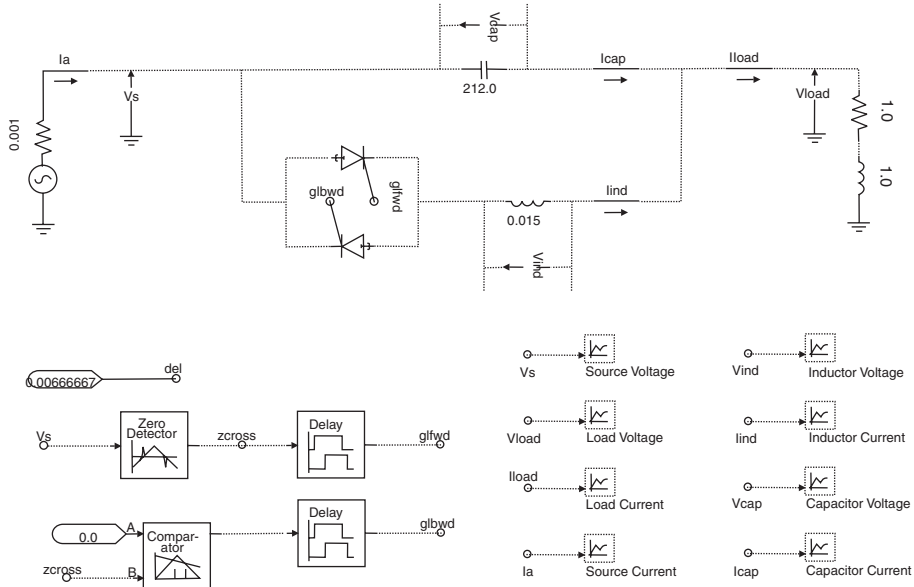 Vcap
Ia
Icap
Iload
212.0
Vs
Vload
0.001
1.0
1.0
glbwd
glfwd
Iind
0.015
Vind
del
0.00666667
Vs
Source Voltage
Vind
Inductor Voltage
Zero
Detector
Delay
Vs
zcross
glfwd
Vload
Load Voltage
Iind
Inductor Current
Iload
Load Current
Vcap
Capacitor Voltage
Delay
0.0
A
Compar-
ator
glbwd
zcross
B
Ia
Source Current
Icap
Capacitor Current